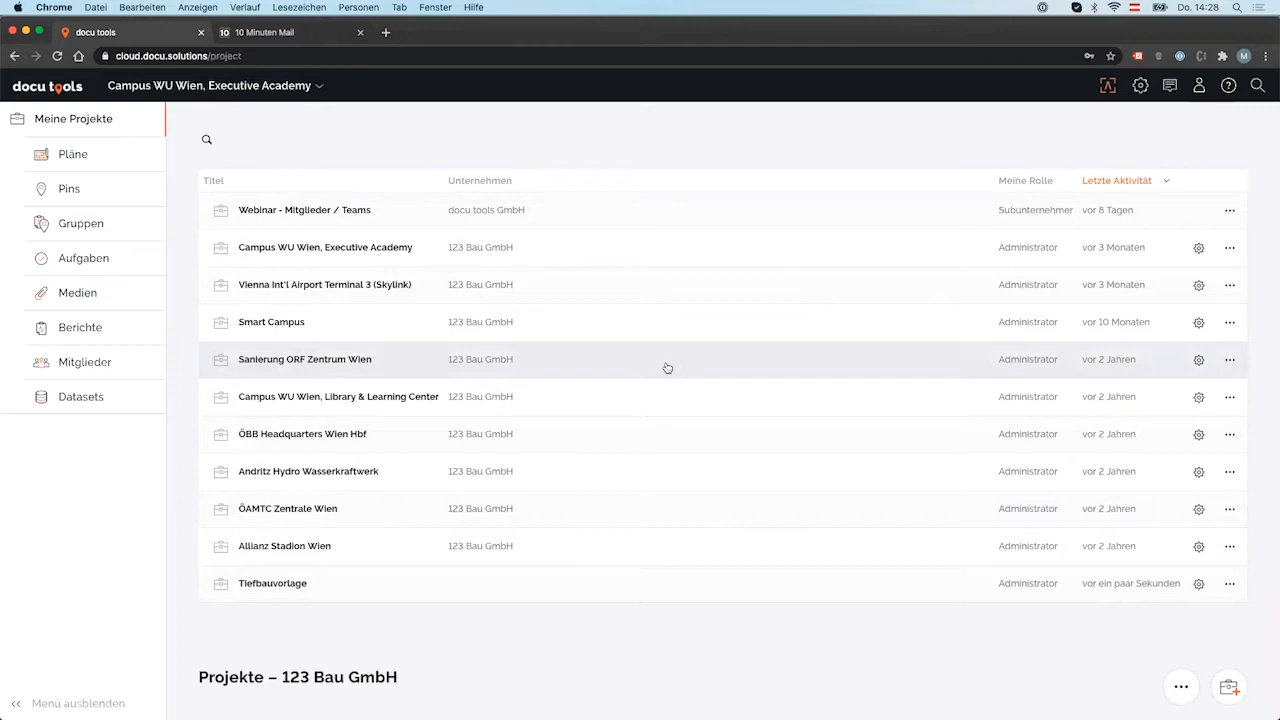 Chrome Datei Bearbeiten Anzeigen Verlauf Lesezeichen Personen Tab Fenster Hilfe Do. 14:28
docu tools 10 Minuten Mail
cloud.docu.solutions/project M
docu tools Campus WU Wien, Executive Academy
Meine Projekte
Pläne
Pins
Gruppen
Aufgaben
Medien
Berichte
Mitglieder
Datasets
Menü ausblenden
Titel Unternehmen Meine Rolle Letzte Aktivität
Webinar - Mitglieder / Teams docu tools GmbH Subunternehmer vor 8 Tagen
Campus WU Wien, Executive Academy 123 Bau GmbH Administrator vor 3 Monaten
Vienna Int'l Airport Terminal 3 (Skylink) 123 Bau GmbH Administrator vor 3 Monaten
Smart Campus 123 Bau GmbH Administrator vor 10 Monaten
Sanierung ORF Zentrum Wien 123 Bau GmbH Administrator vor 2 Jahren
Campus WU Wien, Library & Learning Center 123 Bau GmbH Administrator vor 2 Jahren
ÖBB Headquarters Wien Hbf 123 Bau GmbH Administrator vor 2 Jahren
Andritz Hydro Wasserkraftwerk 123 Bau GmbH Administrator vor 2 Jahren
ÖAMTC Zentrale Wien 123 Bau GmbH Administrator vor 2 Jahren
Allianz Stadion Wien 123 Bau GmbH Administrator vor 2 Jahren
Tiefbauvorlage Administrator vor ein paar Sekunden
Projekte – 123 Bau GmbH